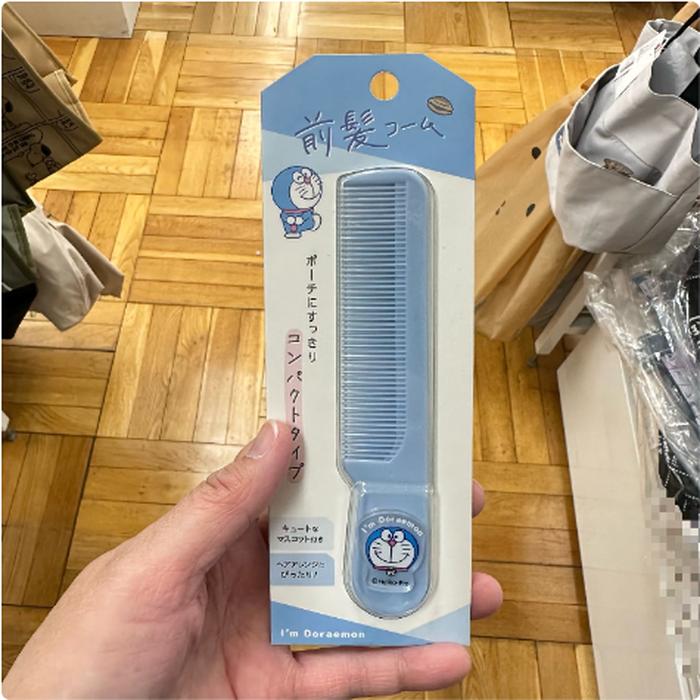 前髪コーム
ポーチにすっきり
コンパクトタイプ
キュートな
マスコット付き
ヘアアレンジに
ぴったり!
I'm Doraemon
©Fujiko-Pro
I'm Doraemon